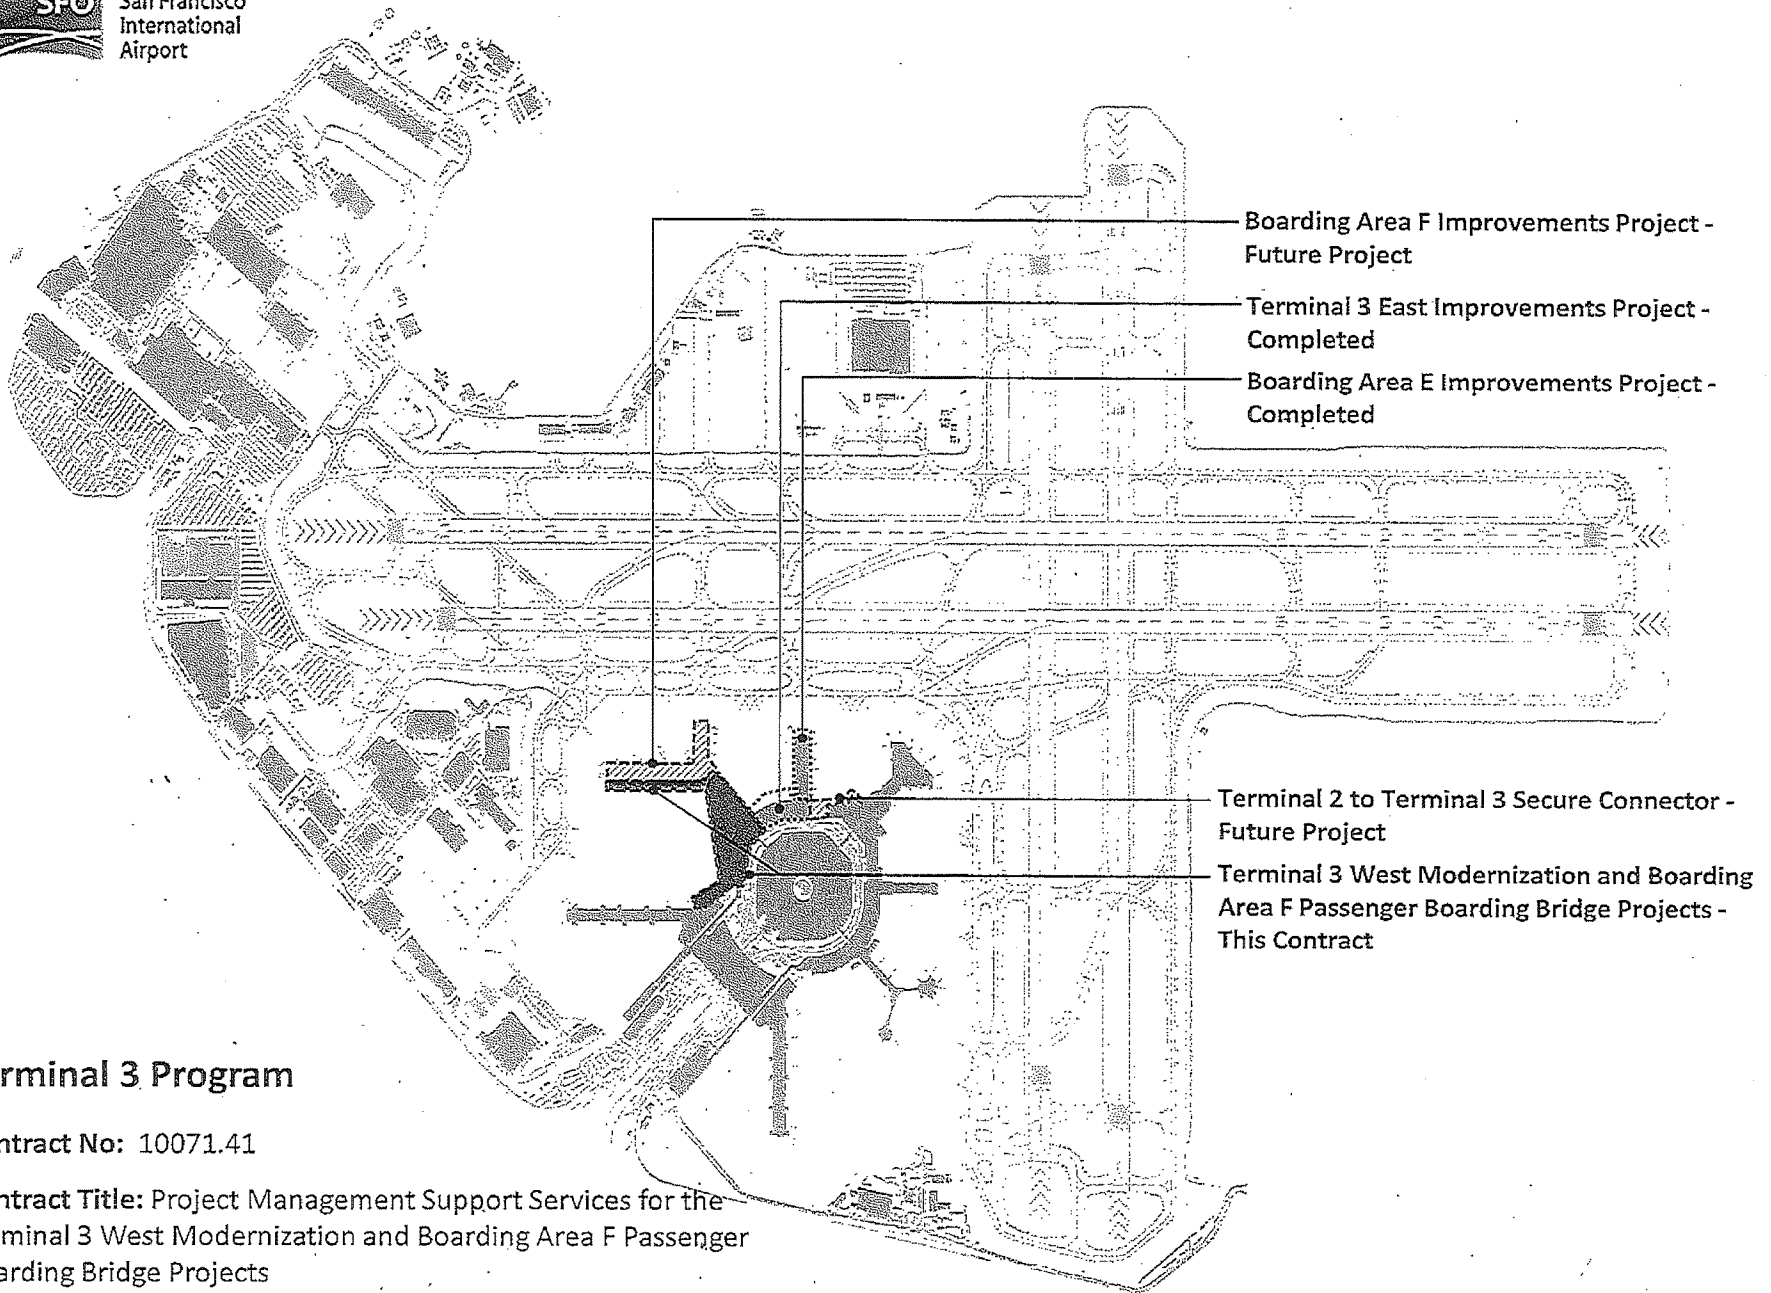 SFO
San Francisco
International
Airport
Boarding Area F Improvements Project -
Future Project
Terminal 3 East Improvements Project -
Completed
Boarding Area E Improvements Project -
Completed
Terminal 2 to Terminal 3 Secure Connector -
Future Project
Terminal 3 West Modernization and Boarding
Area F Passenger Boarding Bridge Projects -
This Contract
rminal 3 Program
ntract No: 10071.41
ntract Title: Project Management Support Services for the
minal 3 West Modernization and Boarding Area F Passenger
arding Bridge Projects